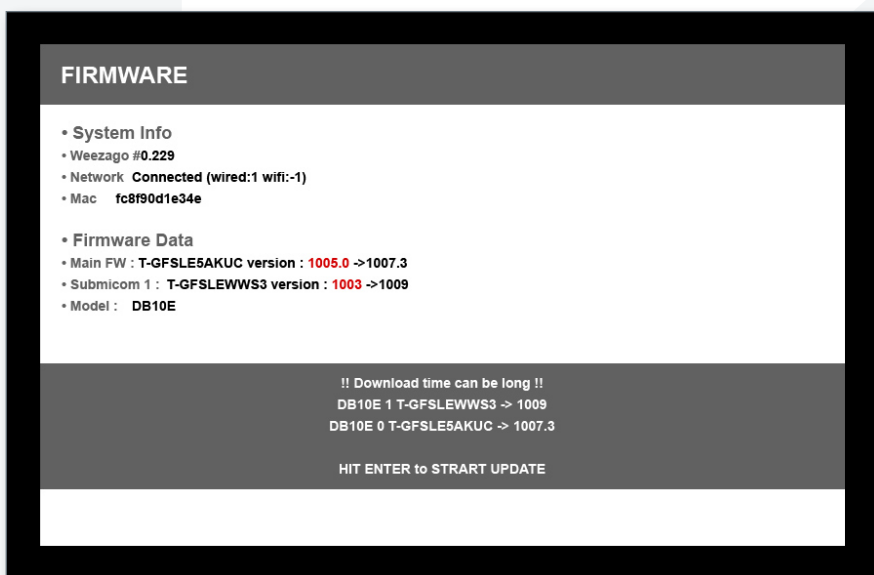 FIRMWARE
• System Info
• Weezago #0.229
• Network Connected (wired:1 wifi:-1)
• Mac fc8f90d1e34e
• Firmware Data
• Main FW : T-GFSLE5AKUC version : 1005.0 ->1007.3
• Submicom 1 : T-GFSLEWWS3 version : 1003 ->1009
• Model : DB10E
!! Download time can be long !!
DB10E 1 T-GFSLEWWS3 -> 1009
DB10E 0 T-GFSLE5AKUC -> 1007.3
HIT ENTER to STRART UPDATE